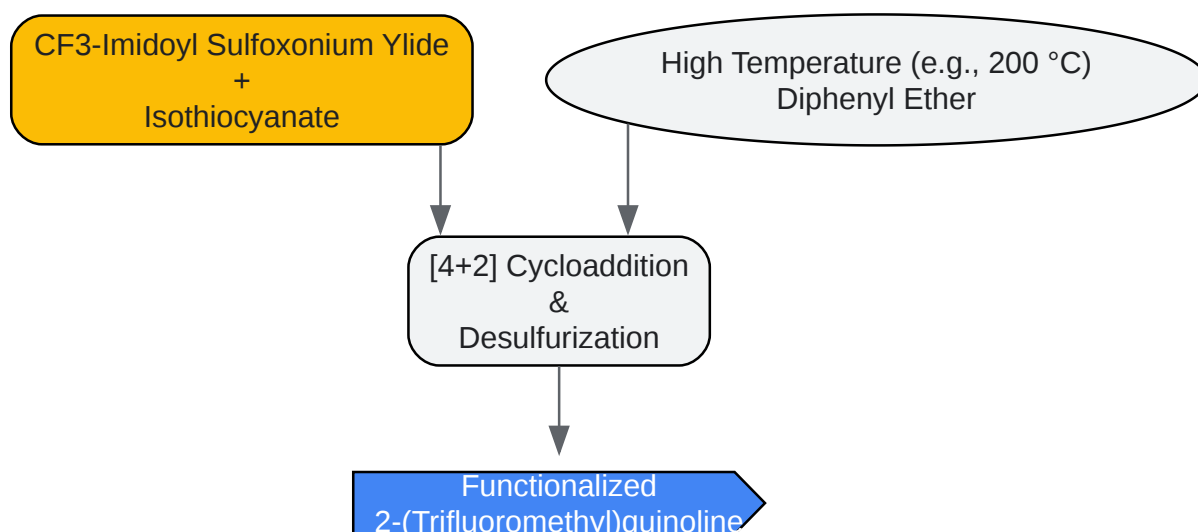 CF3-Imidoyl Sulfoxonium Ylide
+
Isothiocyanate
High Temperature (e.g., 200 °C)
Diphenyl Ether
[4+2] Cycloaddition
&
Desulfurization
Functionalized
2-(Trifluoromethyl)quinoline